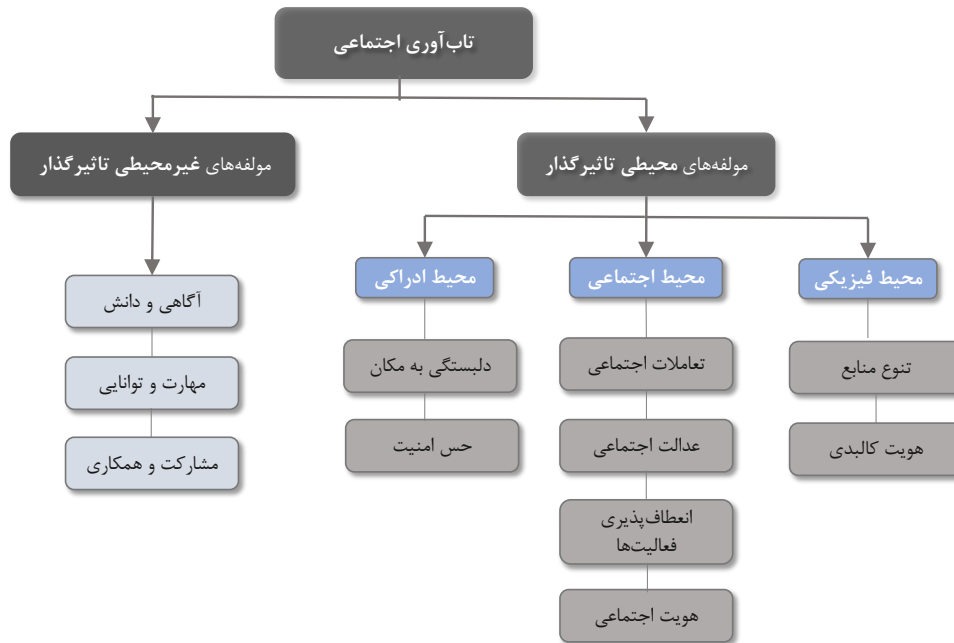 تاب‌آوری اجتماعی
مولفه‌های محیطی تاثیرگذار
مولفه‌های غیرمحیطی تاثیرگذار
محیط فیزیکی
محیط اجتماعی
محیط ادراکی
تنوع منابع
هویت کالبدی
تعاملات اجتماعی
عدالت اجتماعی
انعطاف‌پذیری
فعالیت‌ها
هویت اجتماعی
دلبستگی به مکان
حس امنیت
آگاهی و دانش
مهارت و توانایی
مشارکت و همکاری